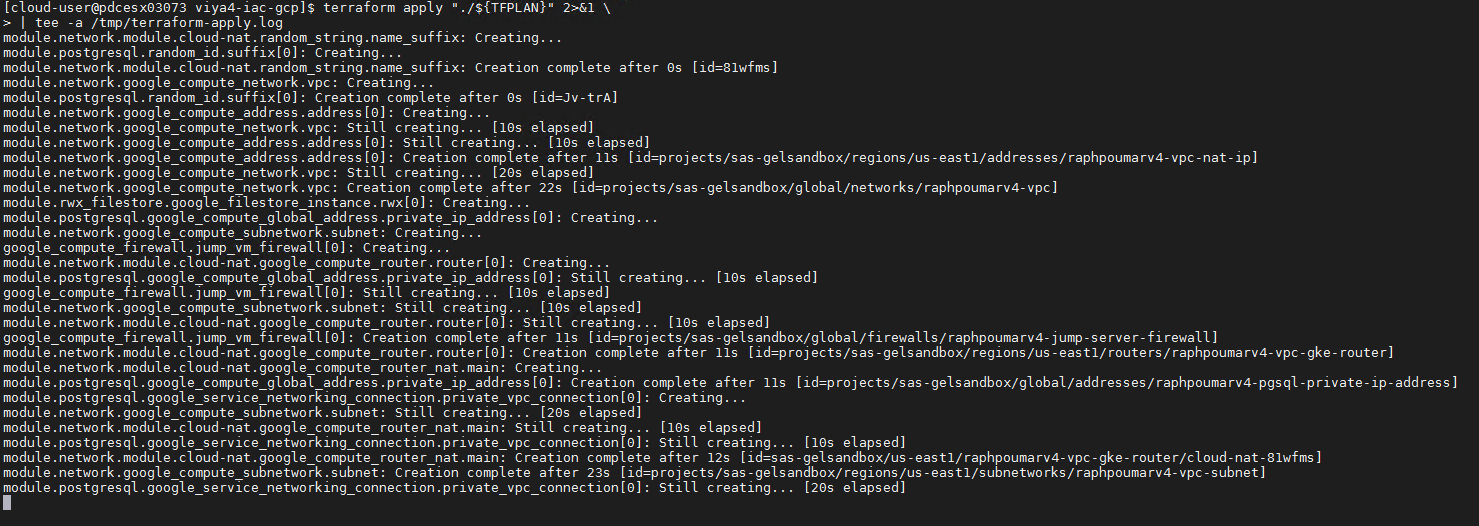 [cloud-user@pdcesx03073 viya4-iac-gcp]$ terraform apply "./${TFPLAN}" 2>&1 \
> | tee -a /tmp/terraform-apply.log
module.network.module.cloud-nat.random_string.name_suffix: Creating...
module.postgresql.random_id.suffix[0]: Creating...
module.network.module.cloud-nat.random_string.name_suffix: Creation complete after 0s [id=81wfms]
module.network.google_compute_network.vpc: Creating...
module.postgresql.random_id.suffix[0]: Creation complete after 0s [id=Jv-trA]
module.network.google_compute_address.address[0]: Creating...
module.network.google_compute_network.vpc: Still creating... [10s elapsed]
module.network.google_compute_address.address[0]: Still creating... [10s elapsed]
module.network.google_compute_address.address[0]: Creation complete after 11s [id=projects/sas-gelsandbox/regions/us-east1/addresses/raphpoumarv4-vpc-nat-ip]
module.network.google_compute_network.vpc: Still creating... [20s elapsed]
module.network.google_compute_network.vpc: Creation complete after 22s [id=projects/sas-gelsandbox/global/networks/raphpoumarv4-vpc]
module.rwx_filestore.google_filestore_instance.rwx[0]: Creating...
module.postgresql.google_compute_global_address.private_ip_address[0]: Creating...
module.network.google_compute_subnetwork.subnet: Creating...
google_compute_firewall.jump_vm_firewall[0]: Creating...
module.network.module.cloud-nat.google_compute_router.router[0]: Creating...
module.postgresql.google_compute_global_address.private_ip_address[0]: Still creating... [10s elapsed]
google_compute_firewall.jump_vm_firewall[0]: Still creating... [10s elapsed]
module.network.google_compute_subnetwork.subnet: Still creating... [10s elapsed]
module.network.module.cloud-nat.google_compute_router.router[0]: Still creating... [10s elapsed]
google_compute_firewall.jump_vm_firewall[0]: Creation complete after 11s [id=projects/sas-gelsandbox/global/firewalls/raphpoumarv4-jump-server-firewall]
module.network.module.cloud-nat.google_compute_router.router[0]: Creation complete after 11s [id=projects/sas-gelsandbox/regions/us-east1/routers/raphpoumarv4-vpc-gke-router]
module.network.module.cloud-nat.google_compute_router_nat.main: Creating...
module.postgresql.google_compute_global_address.private_ip_address[0]: Creation complete after 11s [id=projects/sas-gelsandbox/global/addresses/raphpoumarv4-pgsql-private-ip-address]
module.postgresql.google_service_networking_connection.private_vpc_connection[0]: Creating...
module.network.google_compute_subnetwork.subnet: Still creating... [20s elapsed]
module.network.module.cloud-nat.google_compute_router_nat.main: Still creating... [10s elapsed]
module.postgresql.google_service_networking_connection.private_vpc_connection[0]: Still creating... [10s elapsed]
module.network.module.cloud-nat.google_compute_router_nat.main: Creation complete after 12s [id=sas-gelsandbox/us-east1/raphpoumarv4-vpc-gke-router/cloud-nat-81wfms]
module.network.google_compute_subnetwork.subnet: Creation complete after 23s [id=projects/sas-gelsandbox/regions/us-east1/subnetworks/raphpoumarv4-vpc-subnet]
module.postgresql.google_service_networking_connection.private_vpc_connection[0]: Still creating... [20s elapsed]